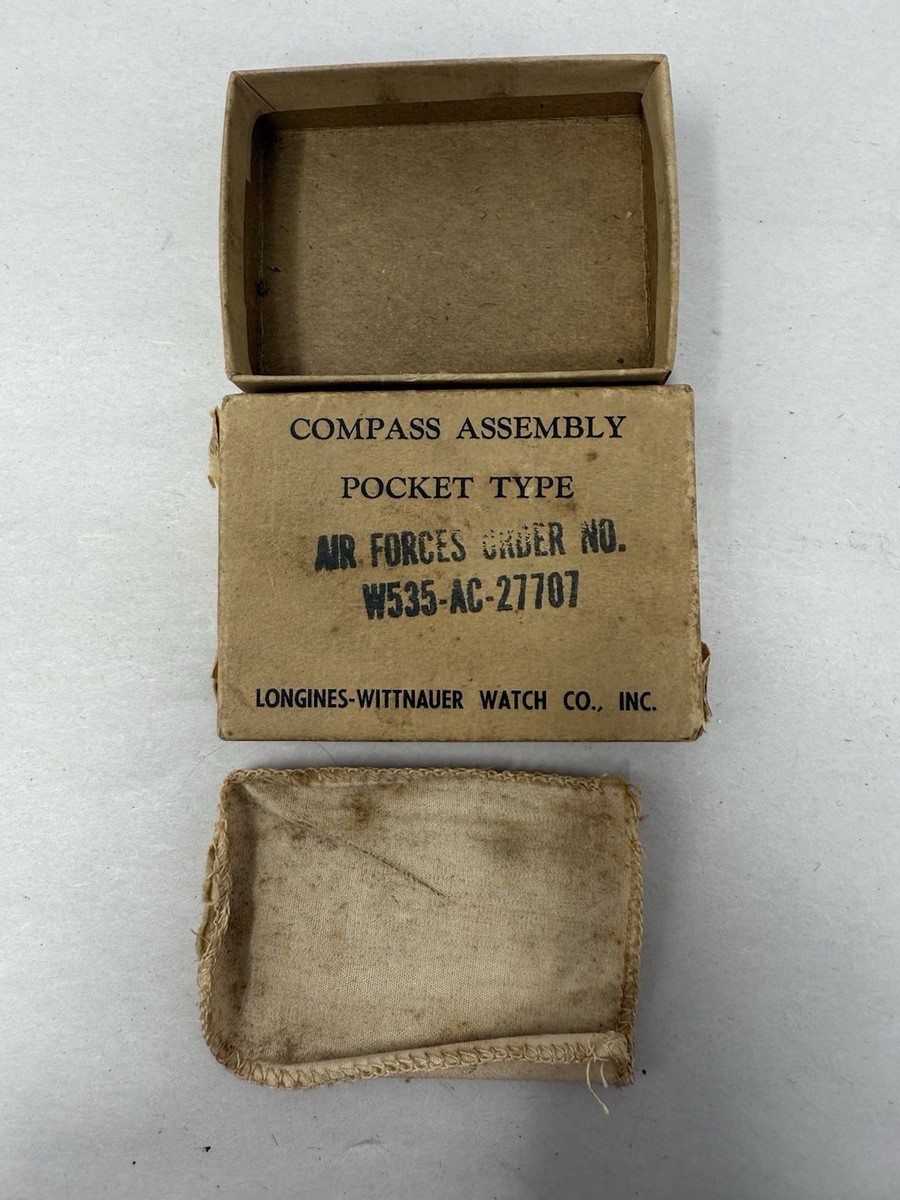 COMPASS ASSEMBLY
POCKET TYPE
AIR FORCES ORDER NO.
W535-AC-27707
LONGINES-WITTNAUER WATCH CO., INC.